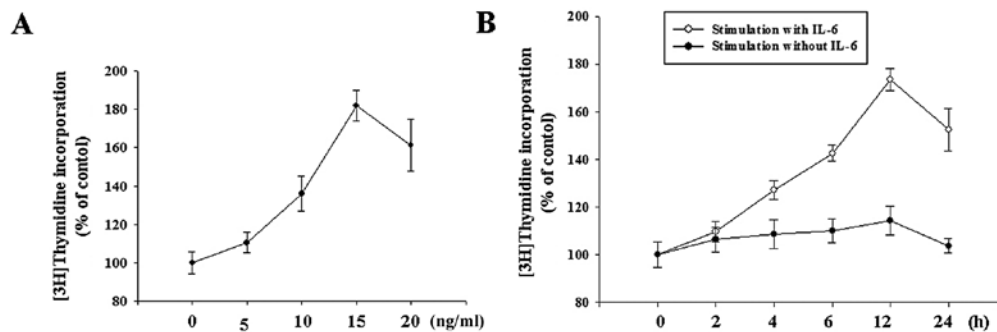 A
[3H]Thymidine incorporation
(% of contol)
200
180
160
140
120
100
80
0 5 10 15 20 (ng/ml)
B
[3H]Thymidine incorporation
(% of contol)
200
180
160
140
120
100
80
Stimulation with IL-6
Stimulation without IL-6
0 2 4 6 12 24 (h)